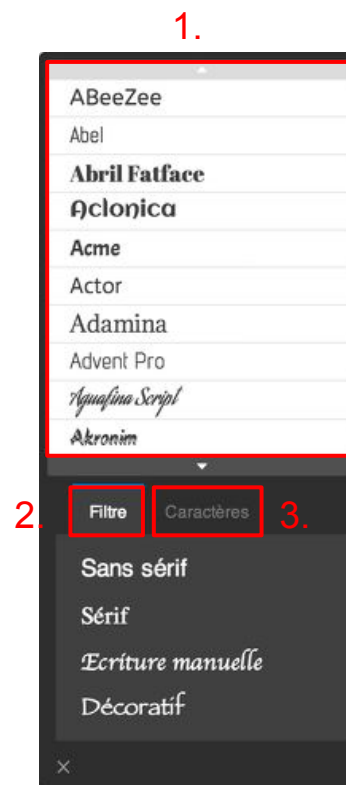 1.
ABeeZee
Abel
Abril Fatface
Aclonica
Acme
Actor
Adamina
Advent Pro
Aguafina Script
Akronim
2. Filtre Caractères 3.
Sans sérif
Sérif
Ecriture manuelle
Décoratif
×